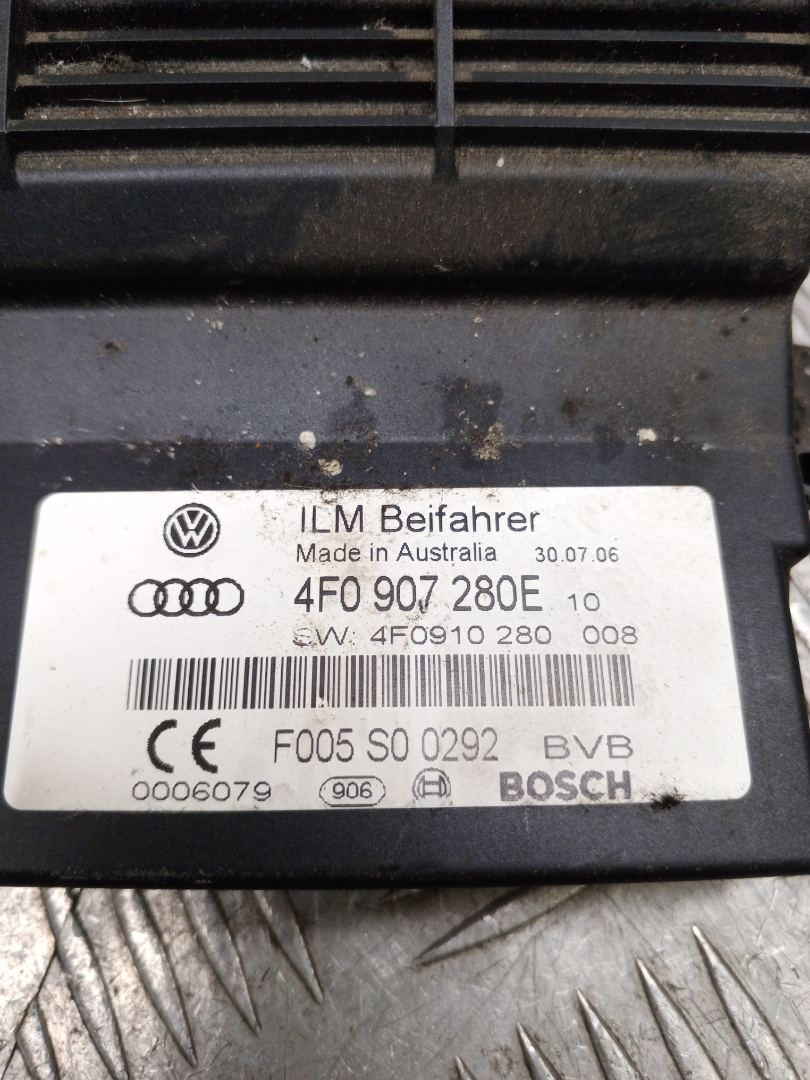 ILM Beifahrer
Made in Australia 30.07.06
4F0 907 280E 10
SW: 4F0910 280 008
CE F005 S0 0292 BVB
0006079 906 BOSCH